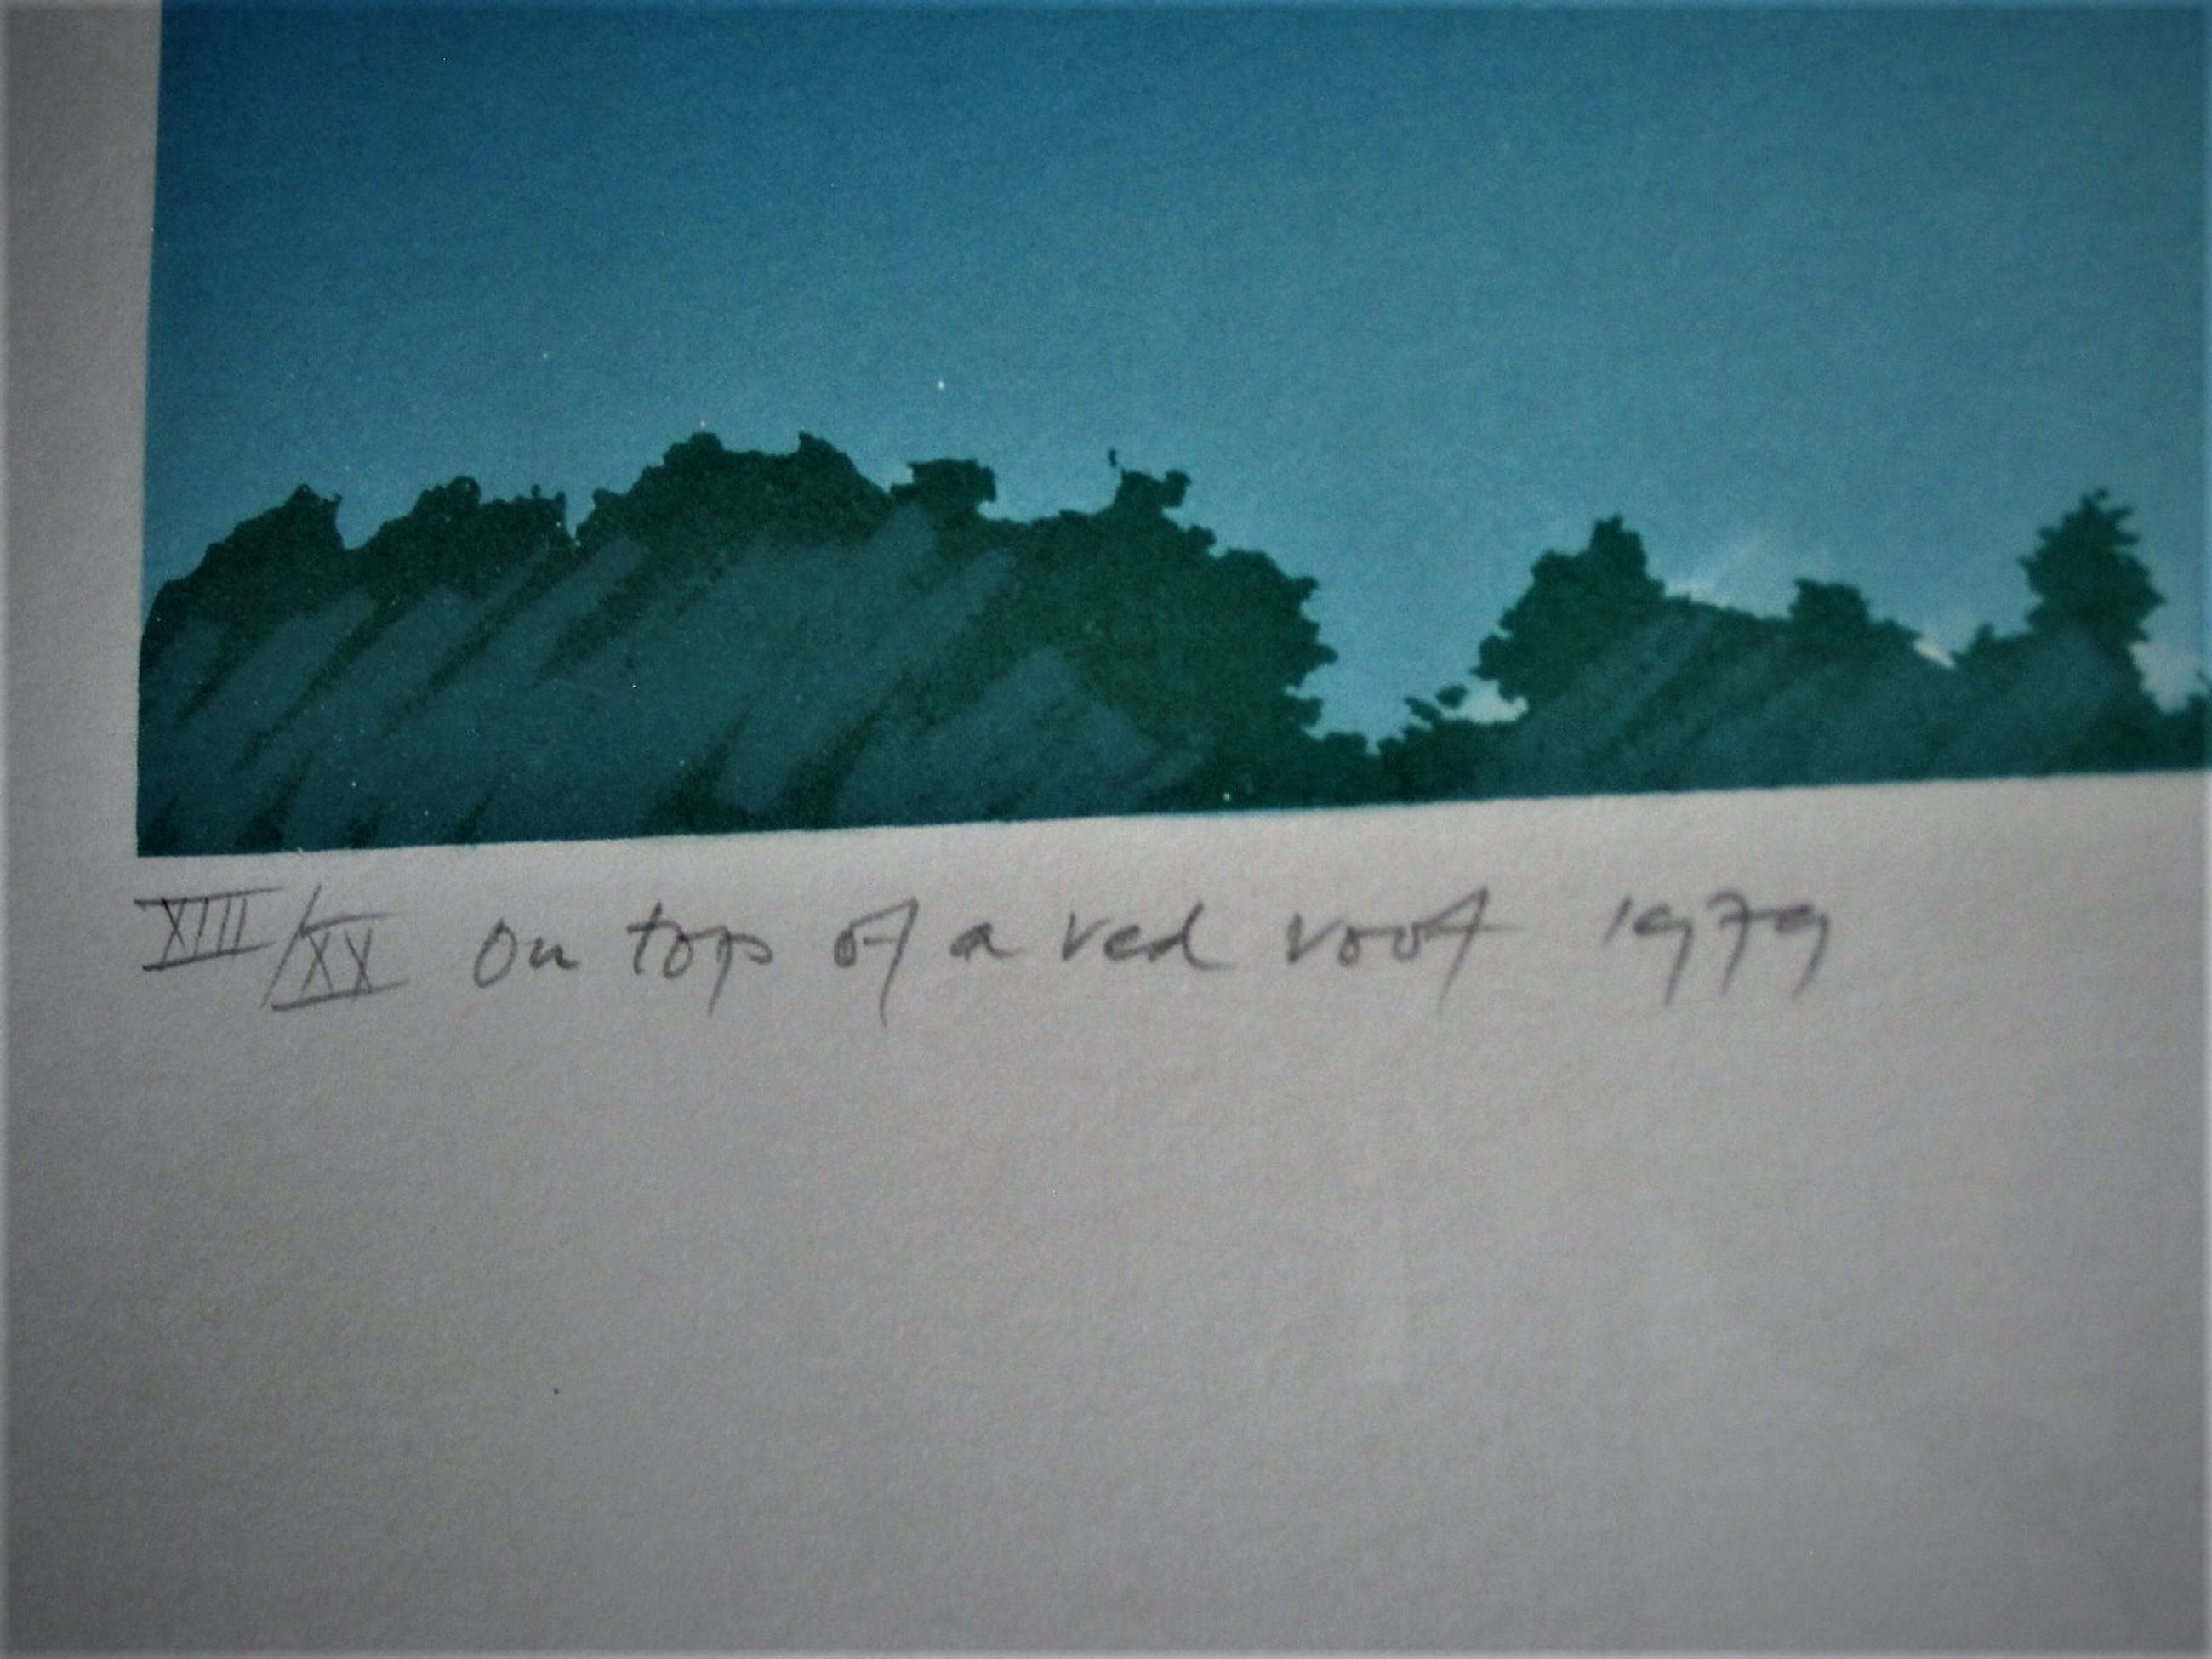 XIII/XX On top of a red roof 1979